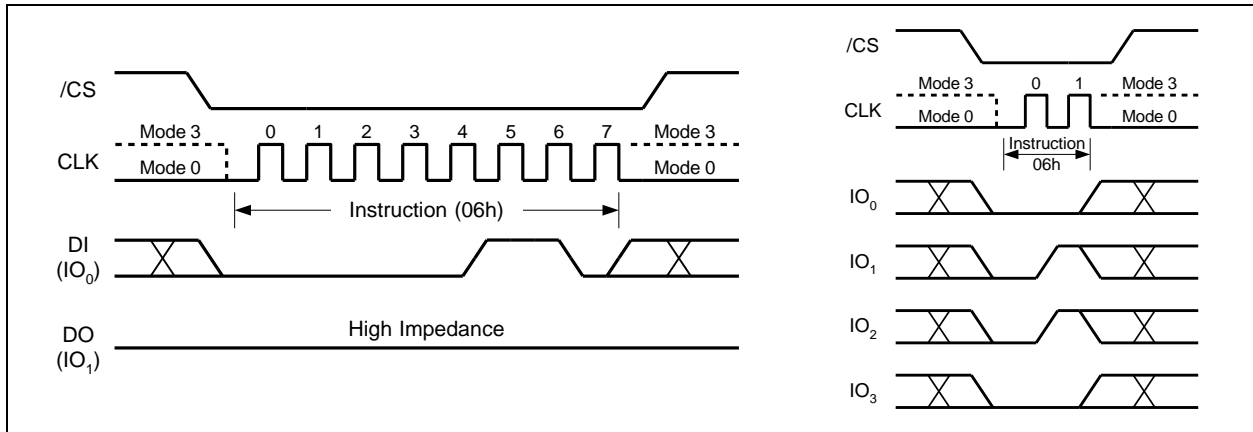 /CS
Mode 3 0 1 2 3 4 5 6 7 Mode 3
CLK
Mode 0 Mode 0
Instruction (06h)
DI
(IO0)
High Impedance
DO
(IO1)
/CS
Mode 3 0 1 Mode 3
CLK
Mode 0 Mode 0
Instruction
06h
IO0
IO1
IO2
IO3